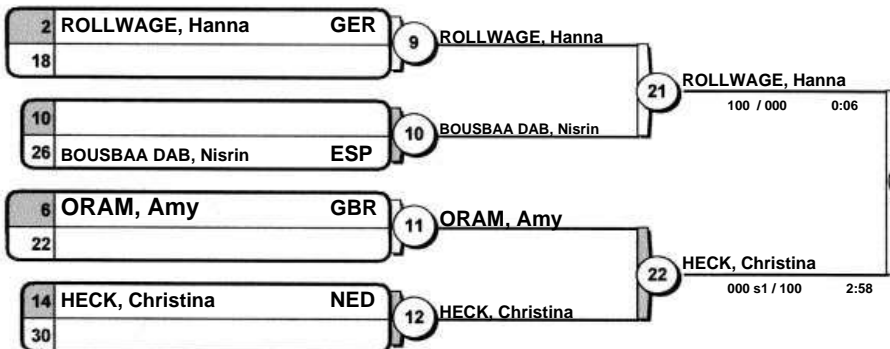 2 ROLLWAGE, Hanna GER
18
9
ROLLWAGE, Hanna
10
26 BOUSBAA DAB, Nisrin ESP
10
BOUSBAA DAB, Nisrin
21
ROLLWAGE, Hanna
100 / 000 0:06
6 ORAM, Amy GBR
22
11
ORAM, Amy
14 HECK, Christina NED
30
12
HECK, Christina
22
HECK, Christina
000 s1 / 100 2:58